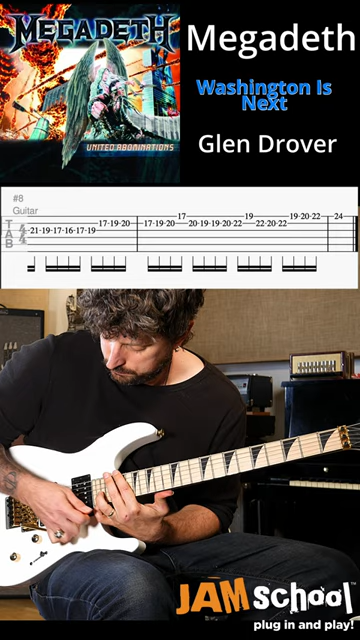 MEGADETH
UNITED ABOMINATIONS
Megadeth
Washington Is
Next
Glen Drover
#8
Guitar
17 19 20 22
17·19·20 17·19·20 20·19·19·20·22 22·20·22 24
T A B 4 4 21·19·17·16·17·19
JAM school™
plug in and play!